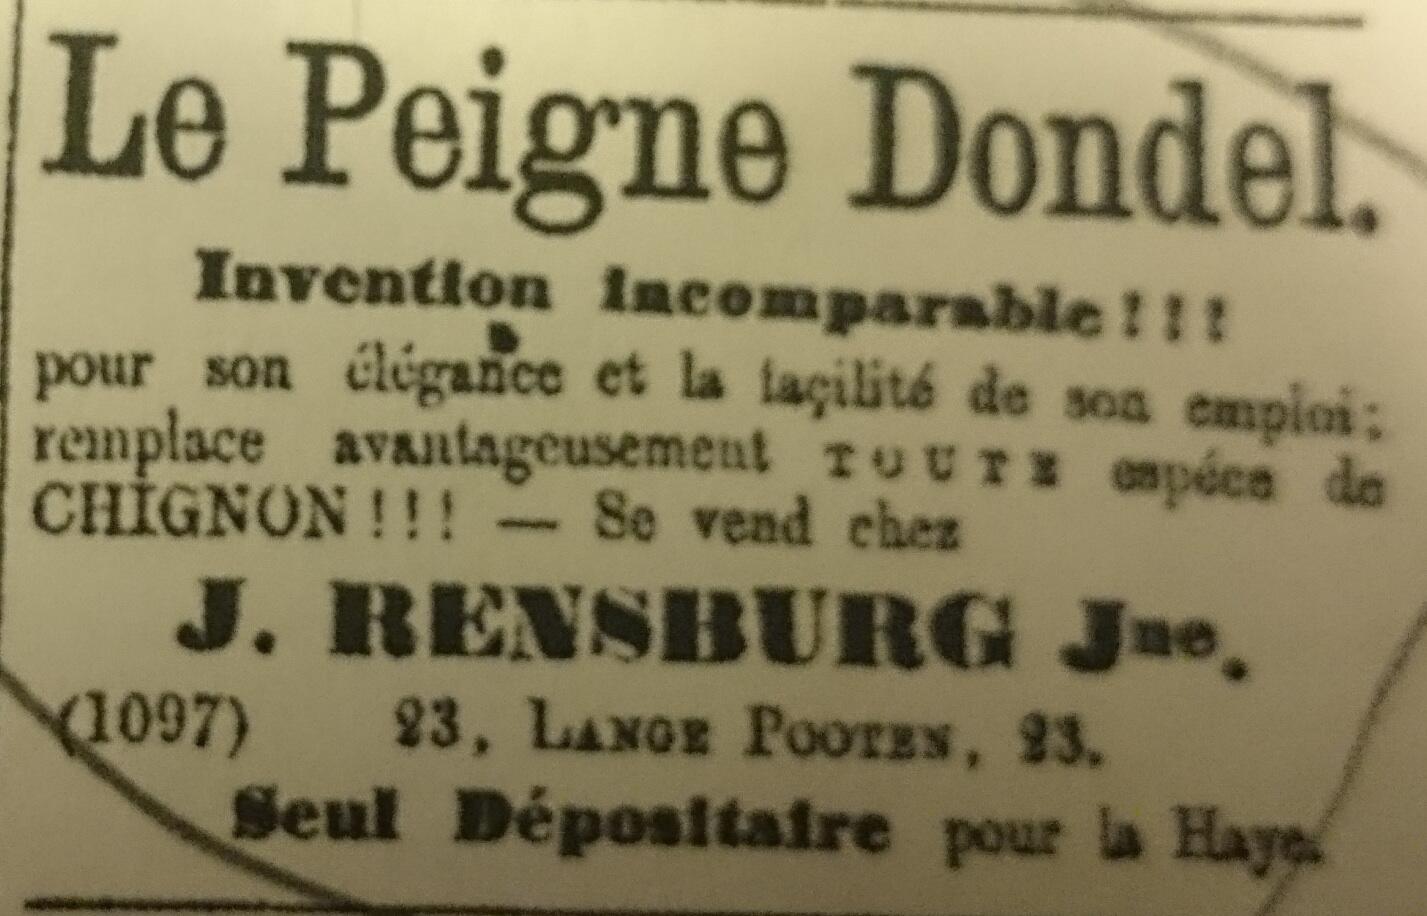 Le Peigne Dondel.
Invention incomparable!!!
pour son élégance et la façilité de son emploi;
remplace avantageusement TOUTE espéce de
CHIGNON!!! — Se vend chez
J. RENSBURG Jne.
(1097) 23, LANGE POOTEN, 23.
Seul Dépositaire pour la Haye.